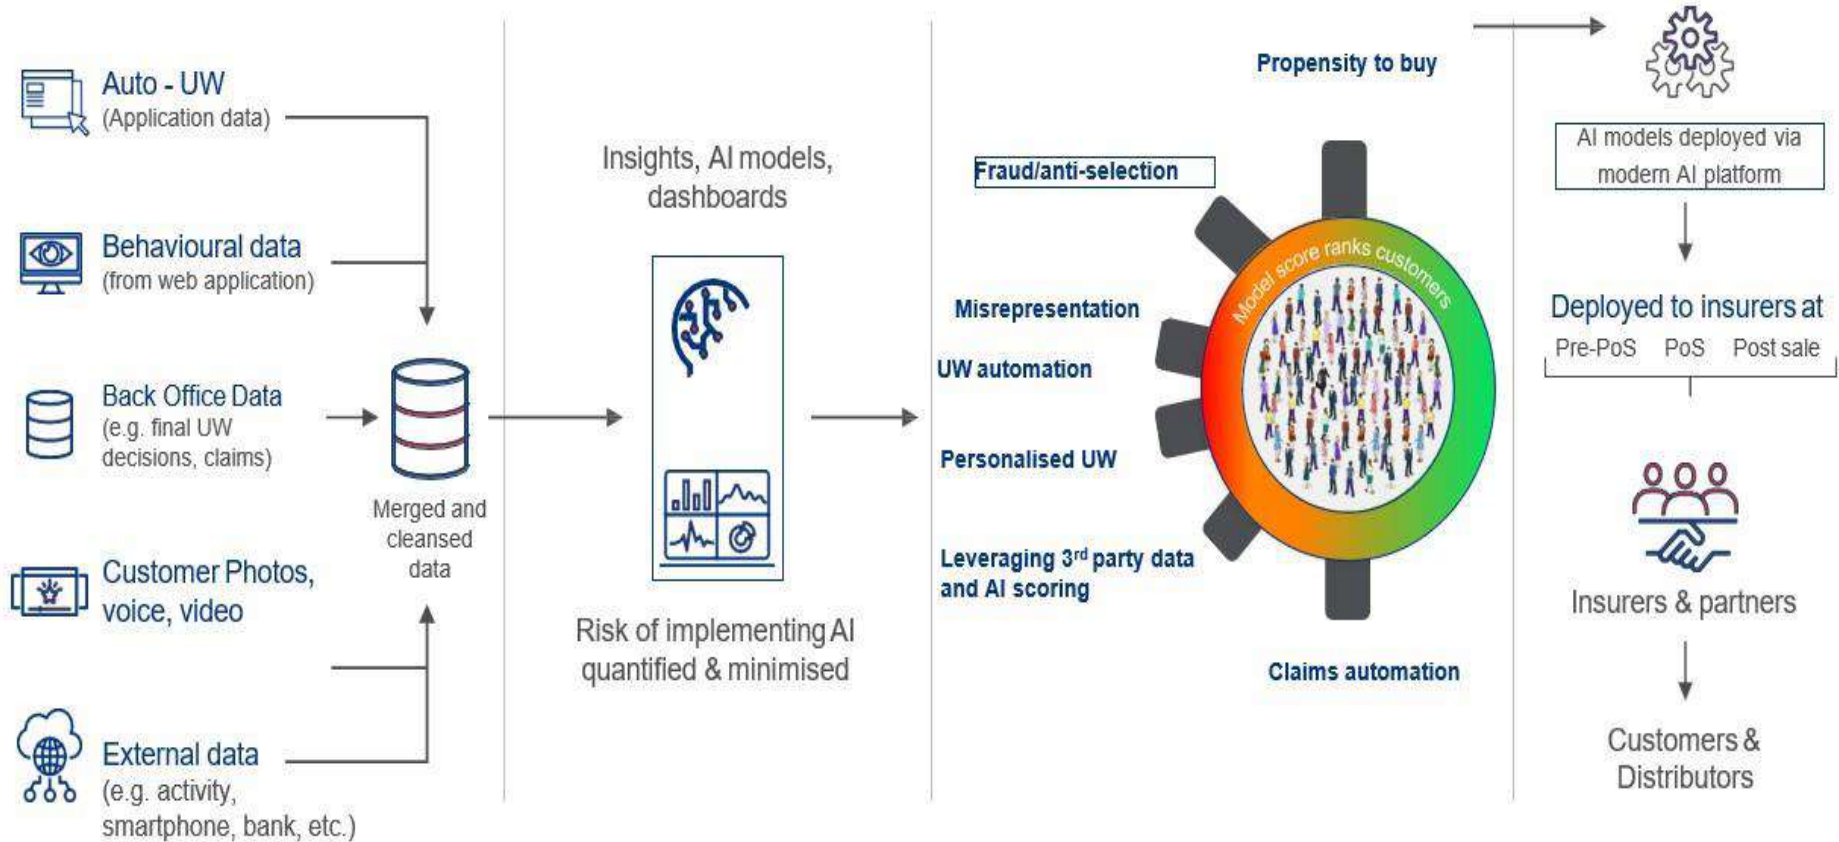 Auto - UW
(Application data)
Behavioural data
(from web application)
Back Office Data
(e.g. final UW
decisions, claims)
Customer Photos,
voice, video
External data
(e.g. activity,
smartphone, bank, etc.)
Merged and
cleansed
data
Insights, AI models,
dashboards
Risk of implementing AI
quantified & minimised
Propensity to buy
Fraud/anti-selection
Misrepresentation
UW automation
Personalised UW
Leveraging 3rd party data
and AI scoring
Claims automation
Model score ranks customers
AI models deployed via
modern AI platform
Deployed to insurers at
Pre-PoS PoS Post sale
Insurers & partners
Customers &
Distributors